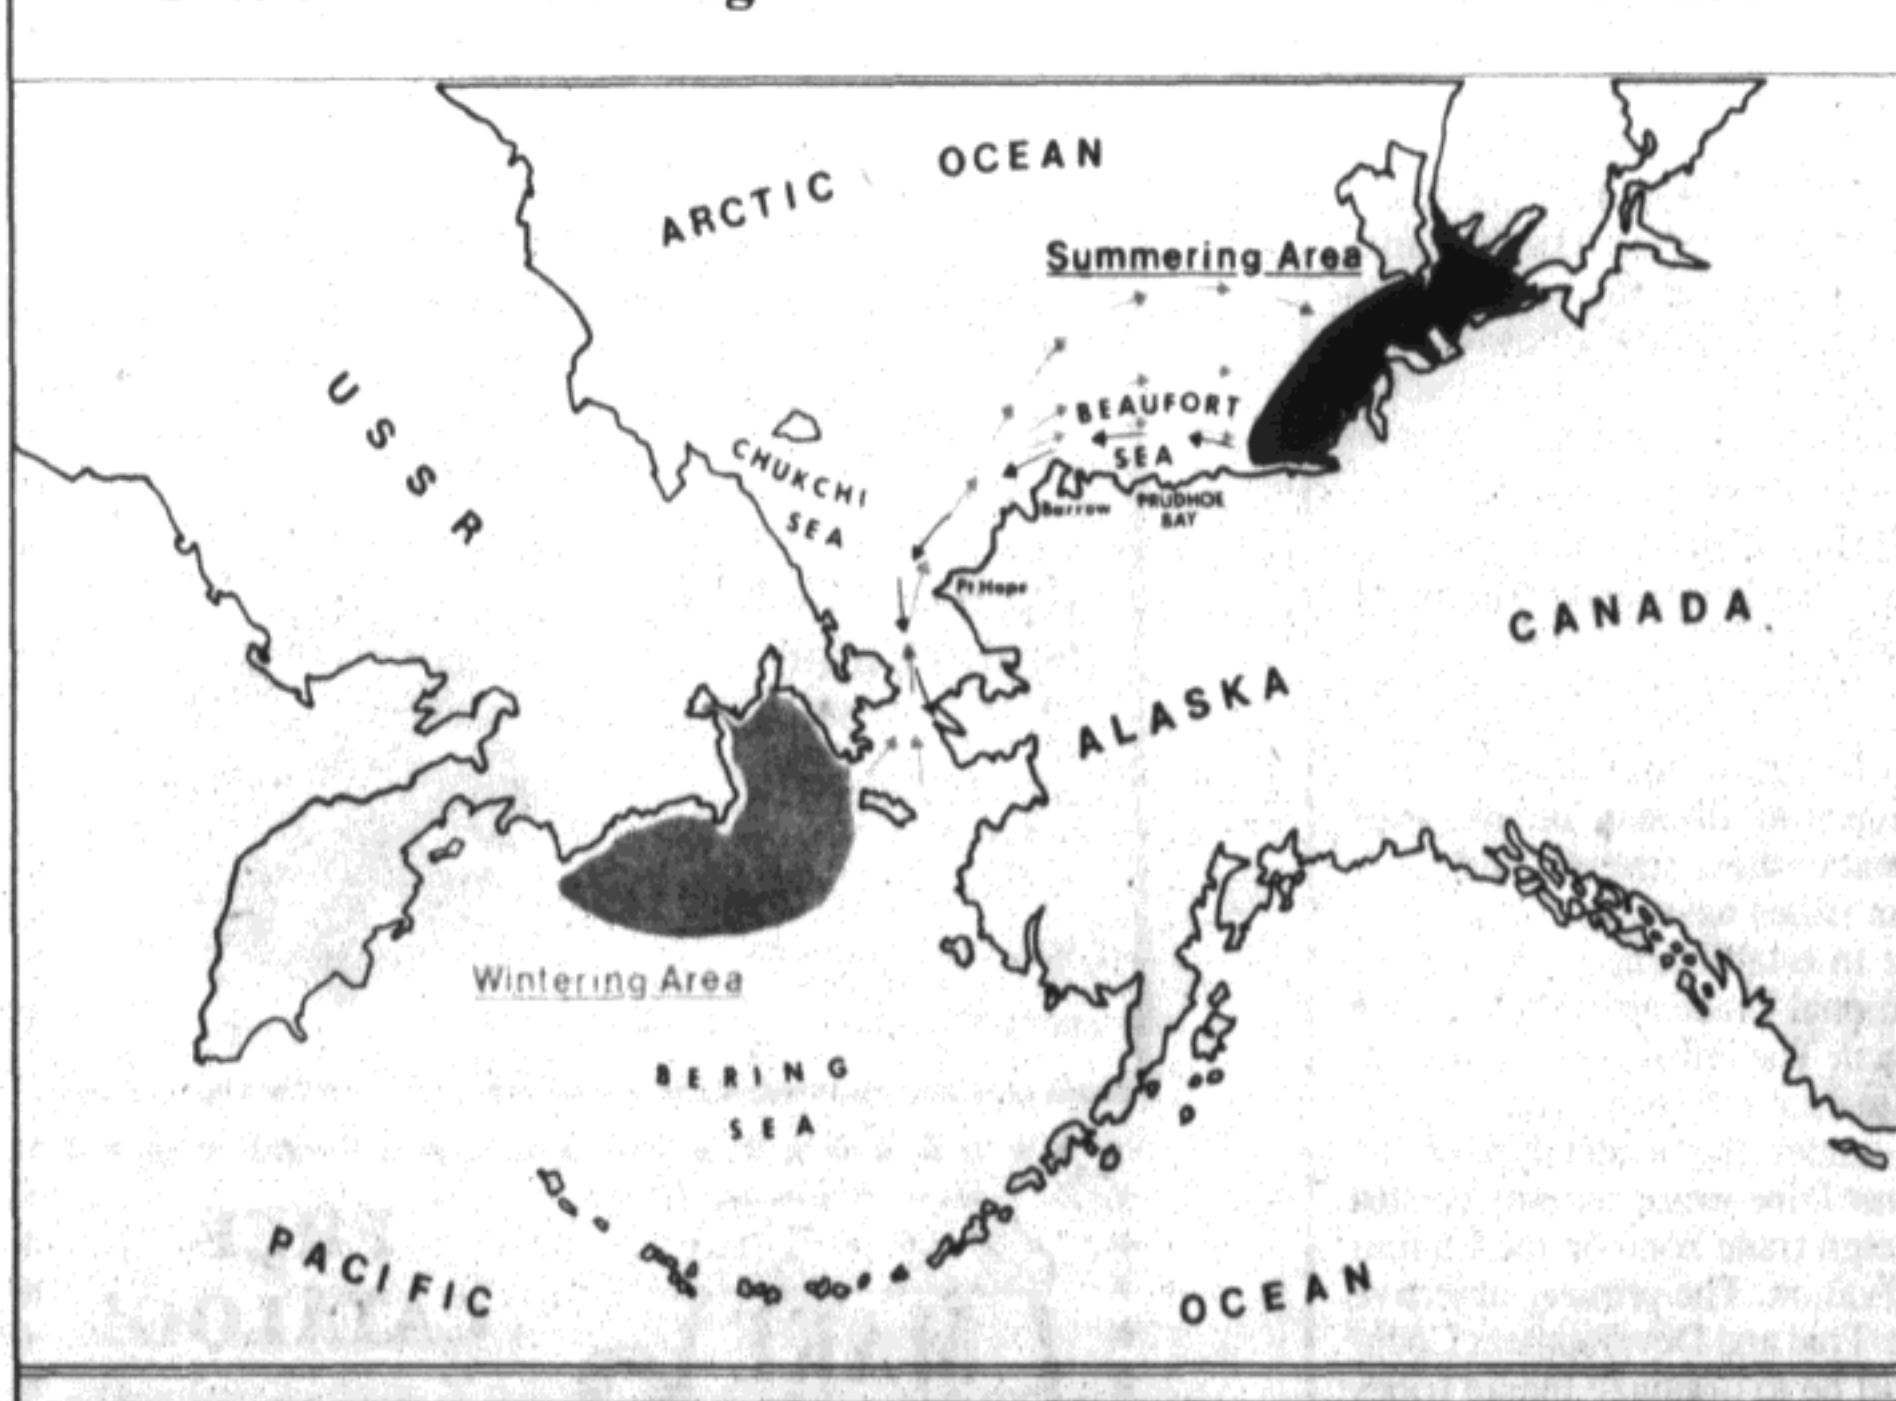 ARCTIC OCEAN
Summering Area
USSR
BEAUFORT
SEA
CHUKCHI
SEA
Barrow
PRUDHOE
BAY
Pt Hope
CANADA
ALASKA
Wintering Area
BERING
SEA
PACIFIC
OCEAN